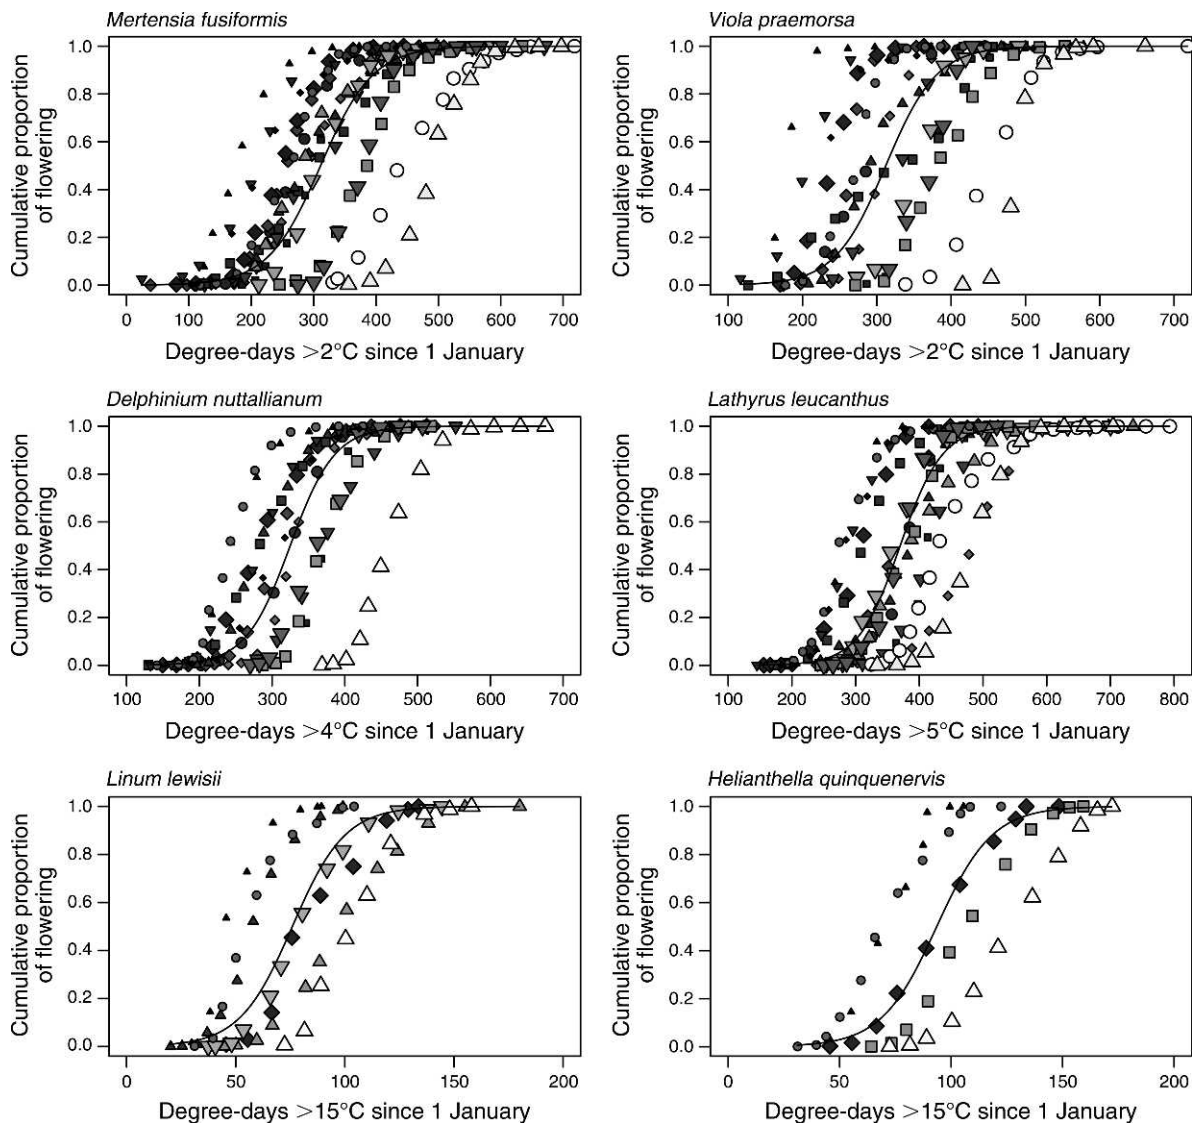 Mertensia fusiformis
Viola praemorsa
Cumulative proportion
of flowering
1.0
0.8
0.6
0.4
0.2
0.0
0 100 200 300 400 500 600 700
Degree-days >2°C since 1 January
Cumulative proportion
of flowering
1.0
0.8
0.6
0.4
0.2
0.0
100 200 300 400 500 600 700
Degree-days >2°C since 1 January
Delphinium nuttallianum
Lathyrus leucanthus
Cumulative proportion
of flowering
1.0
0.8
0.6
0.4
0.2
0.0
100 200 300 400 500 600 700
Degree-days >4°C since 1 January
Cumulative proportion
of flowering
1.0
0.8
0.6
0.4
0.2
0.0
100 200 300 400 500 600 700 800
Degree-days >5°C since 1 January
Linum lewisii
Helianthella quinquenervis
Cumulative proportion
of flowering
1.0
0.8
0.6
0.4
0.2
0.0
0 50 100 150 200
Degree-days >15°C since 1 January
Cumulative proportion
of flowering
1.0
0.8
0.6
0.4
0.2
0.0
0 50 100 150 200
Degree-days >15°C since 1 January